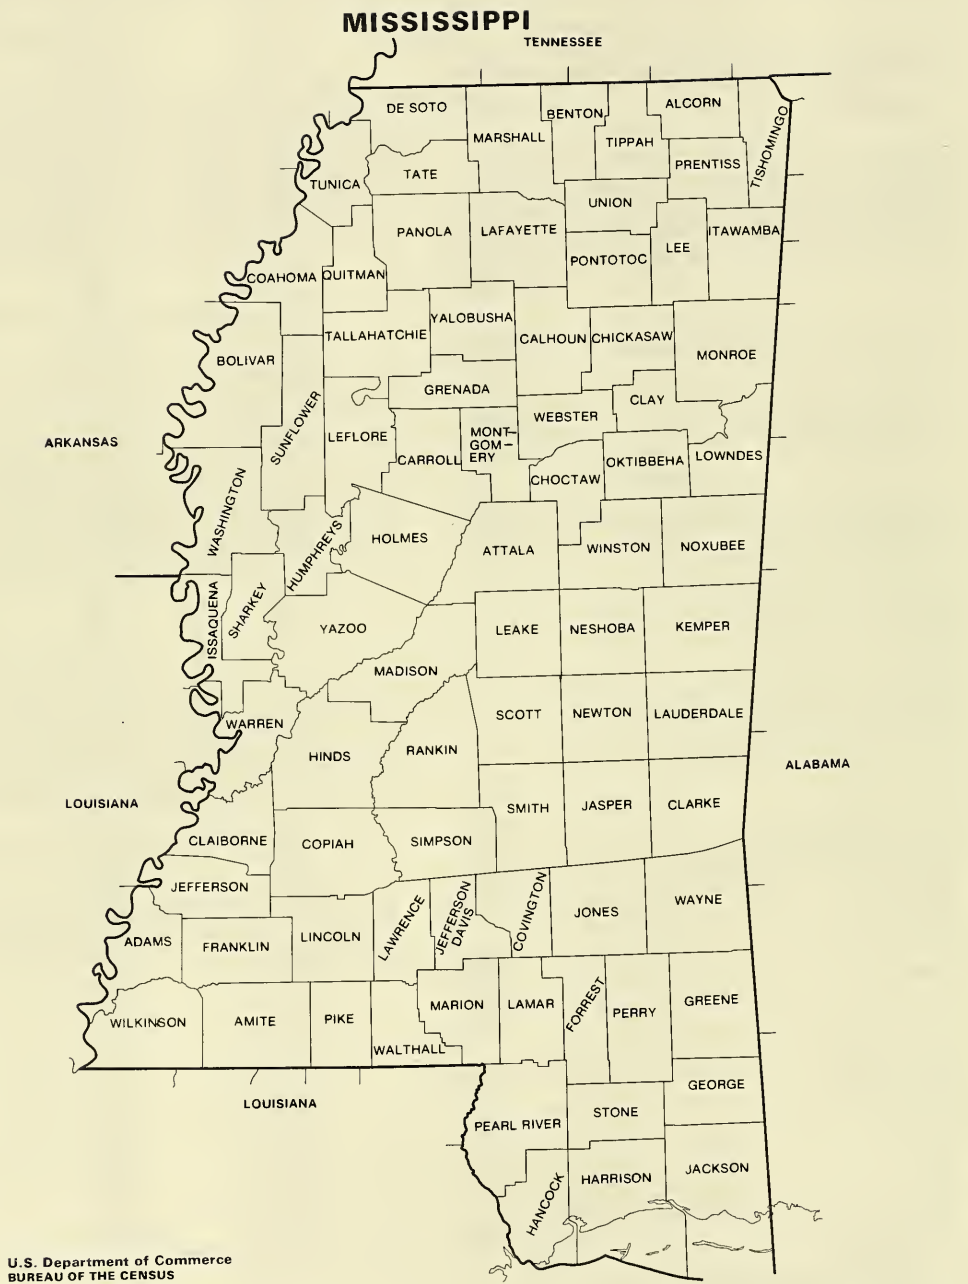 MISSISSIPPI
TENNESSEE
DE SOTO
MARSHALL
BENTON
TIPPAH
ALCORN
TISHOMINGO
PRENTISS
TUNICA
TATE
UNION
PANOLA
LAFAYETTE
PONTOTOC
LEE
ITAWAMBA
COAHOMA
QUITMAN
YALOBUSHA
TALLAHATCHIE
CALHOUN
CHICKASAW
MONROE
BOLIVAR
GRENADA
CLAY
WEBSTER
SUNFLOWER
LEFLORE
CARROLL
MONT-
GOM-
ERY
ARKANSAS
CHOCTAW
OKTIBBEHA
LOWNDES
WASHINGTON
HUMPHREYS
HOLMES
ATTALA
WINSTON
NOXUBEE
ISSAQUENA
SHARKEY
YAZOO
LEAKE
NESHOBA
KEMPER
MADISON
SCOTT
NEWTON
LAUDERDALE
WARREN
HINDS
RANKIN
ALABAMA
LOUISIANA
SMITH
JASPER
CLARKE
CLAIBORNE
COPIAH
SIMPSON
JEFFERSON
LAWRENCE
JEFFERSON
DAVIS
COVINGTON
JONES
WAYNE
ADAMS
FRANKLIN
LINCOLN
WILKINSON
AMITE
PIKE
WALTHALL
MARION
LAMAR
FORREST
PERRY
GREENE
LOUISIANA
GEORGE
PEARL RIVER
STONE
HANCOCK
HARRISON
JACKSON
U.S. Department of Commerce
BUREAU OF THE CENSUS